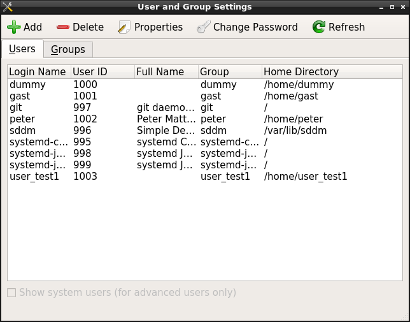 User and Group Settings
Add Delete Properties Change Password Refresh
Users Groups
Login Name User ID Full Name Group Home Directory
dummy 1000 dummy /home/dummy
gast 1001 gast /home/gast
git 997 git daemo... git /
peter 1002 Peter Matt... peter /home/peter
sddm 996 Simple De... sddm /var/lib/sddm
systemd-c... 995 systemd C... systemd-c... /
systemd-j... 998 systemd J... systemd-j... /
systemd-j... 999 systemd J... systemd-j... /
user_test1 1003 user_test1 /home/user_test1
Show system users (for advanced users only)